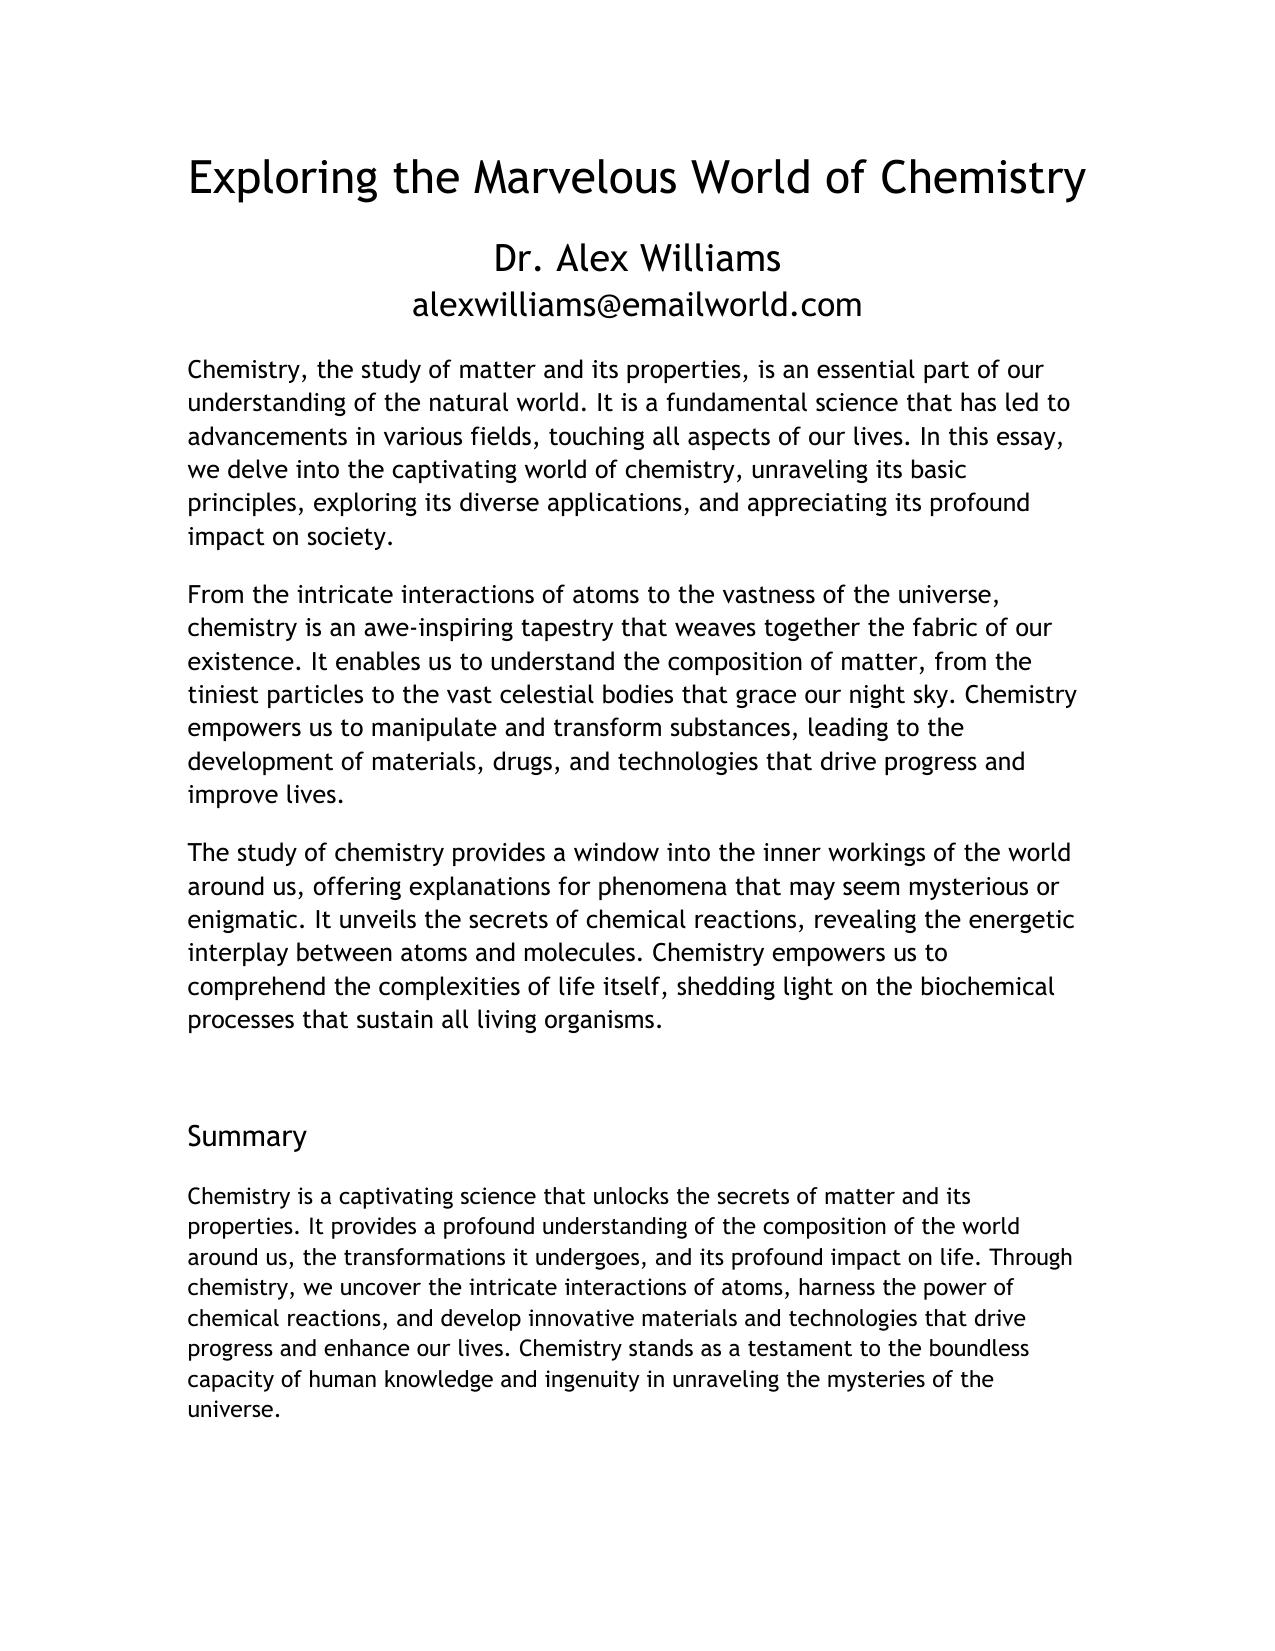 Exploring the Marvelous World of Chemistry
Dr. Alex Williams
alexwilliams@emailworld.com
Chemistry, the study of matter and its properties, is an essential part of our
understanding of the natural world. It is a fundamental science that has led to
advancements in various fields, touching all aspects of our lives. In this essay,
we delve into the captivating world of chemistry, unraveling its basic
principles, exploring its diverse applications, and appreciating its profound
impact on society.
From the intricate interactions of atoms to the vastness of the universe,
chemistry is an awe-inspiring tapestry that weaves together the fabric of our
existence. It enables us to understand the composition of matter, from the
tiniest particles to the vast celestial bodies that grace our night sky. Chemistry
empowers us to manipulate and transform substances, leading to the
development of materials, drugs, and technologies that drive progress and
improve lives.
The study of chemistry provides a window into the inner workings of the world
around us, offering explanations for phenomena that may seem mysterious or
enigmatic. It unveils the secrets of chemical reactions, revealing the energetic
interplay between atoms and molecules. Chemistry empowers us to
comprehend the complexities of life itself, shedding light on the biochemical
processes that sustain all living organisms.
Summary
Chemistry is a captivating science that unlocks the secrets of matter and its
properties. It provides a profound understanding of the composition of the world
around us, the transformations it undergoes, and its profound impact on life. Through
chemistry, we uncover the intricate interactions of atoms, harness the power of
chemical reactions, and develop innovative materials and technologies that drive
progress and enhance our lives. Chemistry stands as a testament to the boundless
capacity of human knowledge and ingenuity in unraveling the mysteries of the
universe.